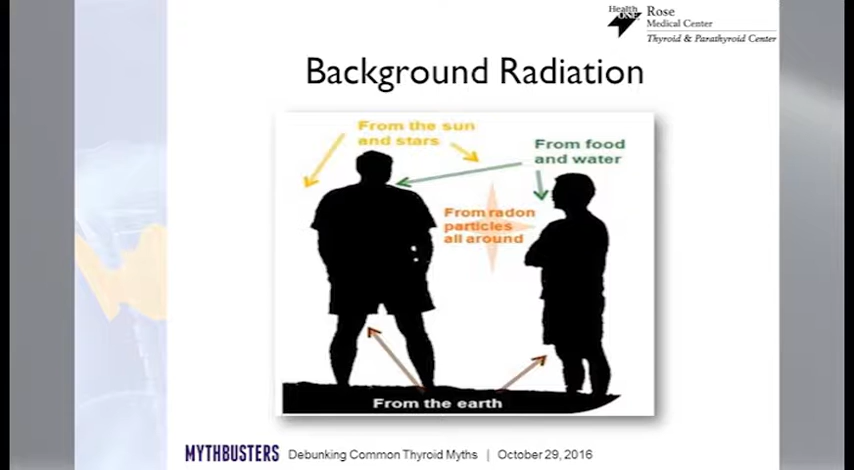 Health
ONE
Rose
Medical Center
Thyroid & Parathyroid Center
Background Radiation
From the sun
and stars
From food
and water
From radon
particles
all around
From the earth
MYTHBUSTERS Debunking Common Thyroid Myths | October 29, 2016